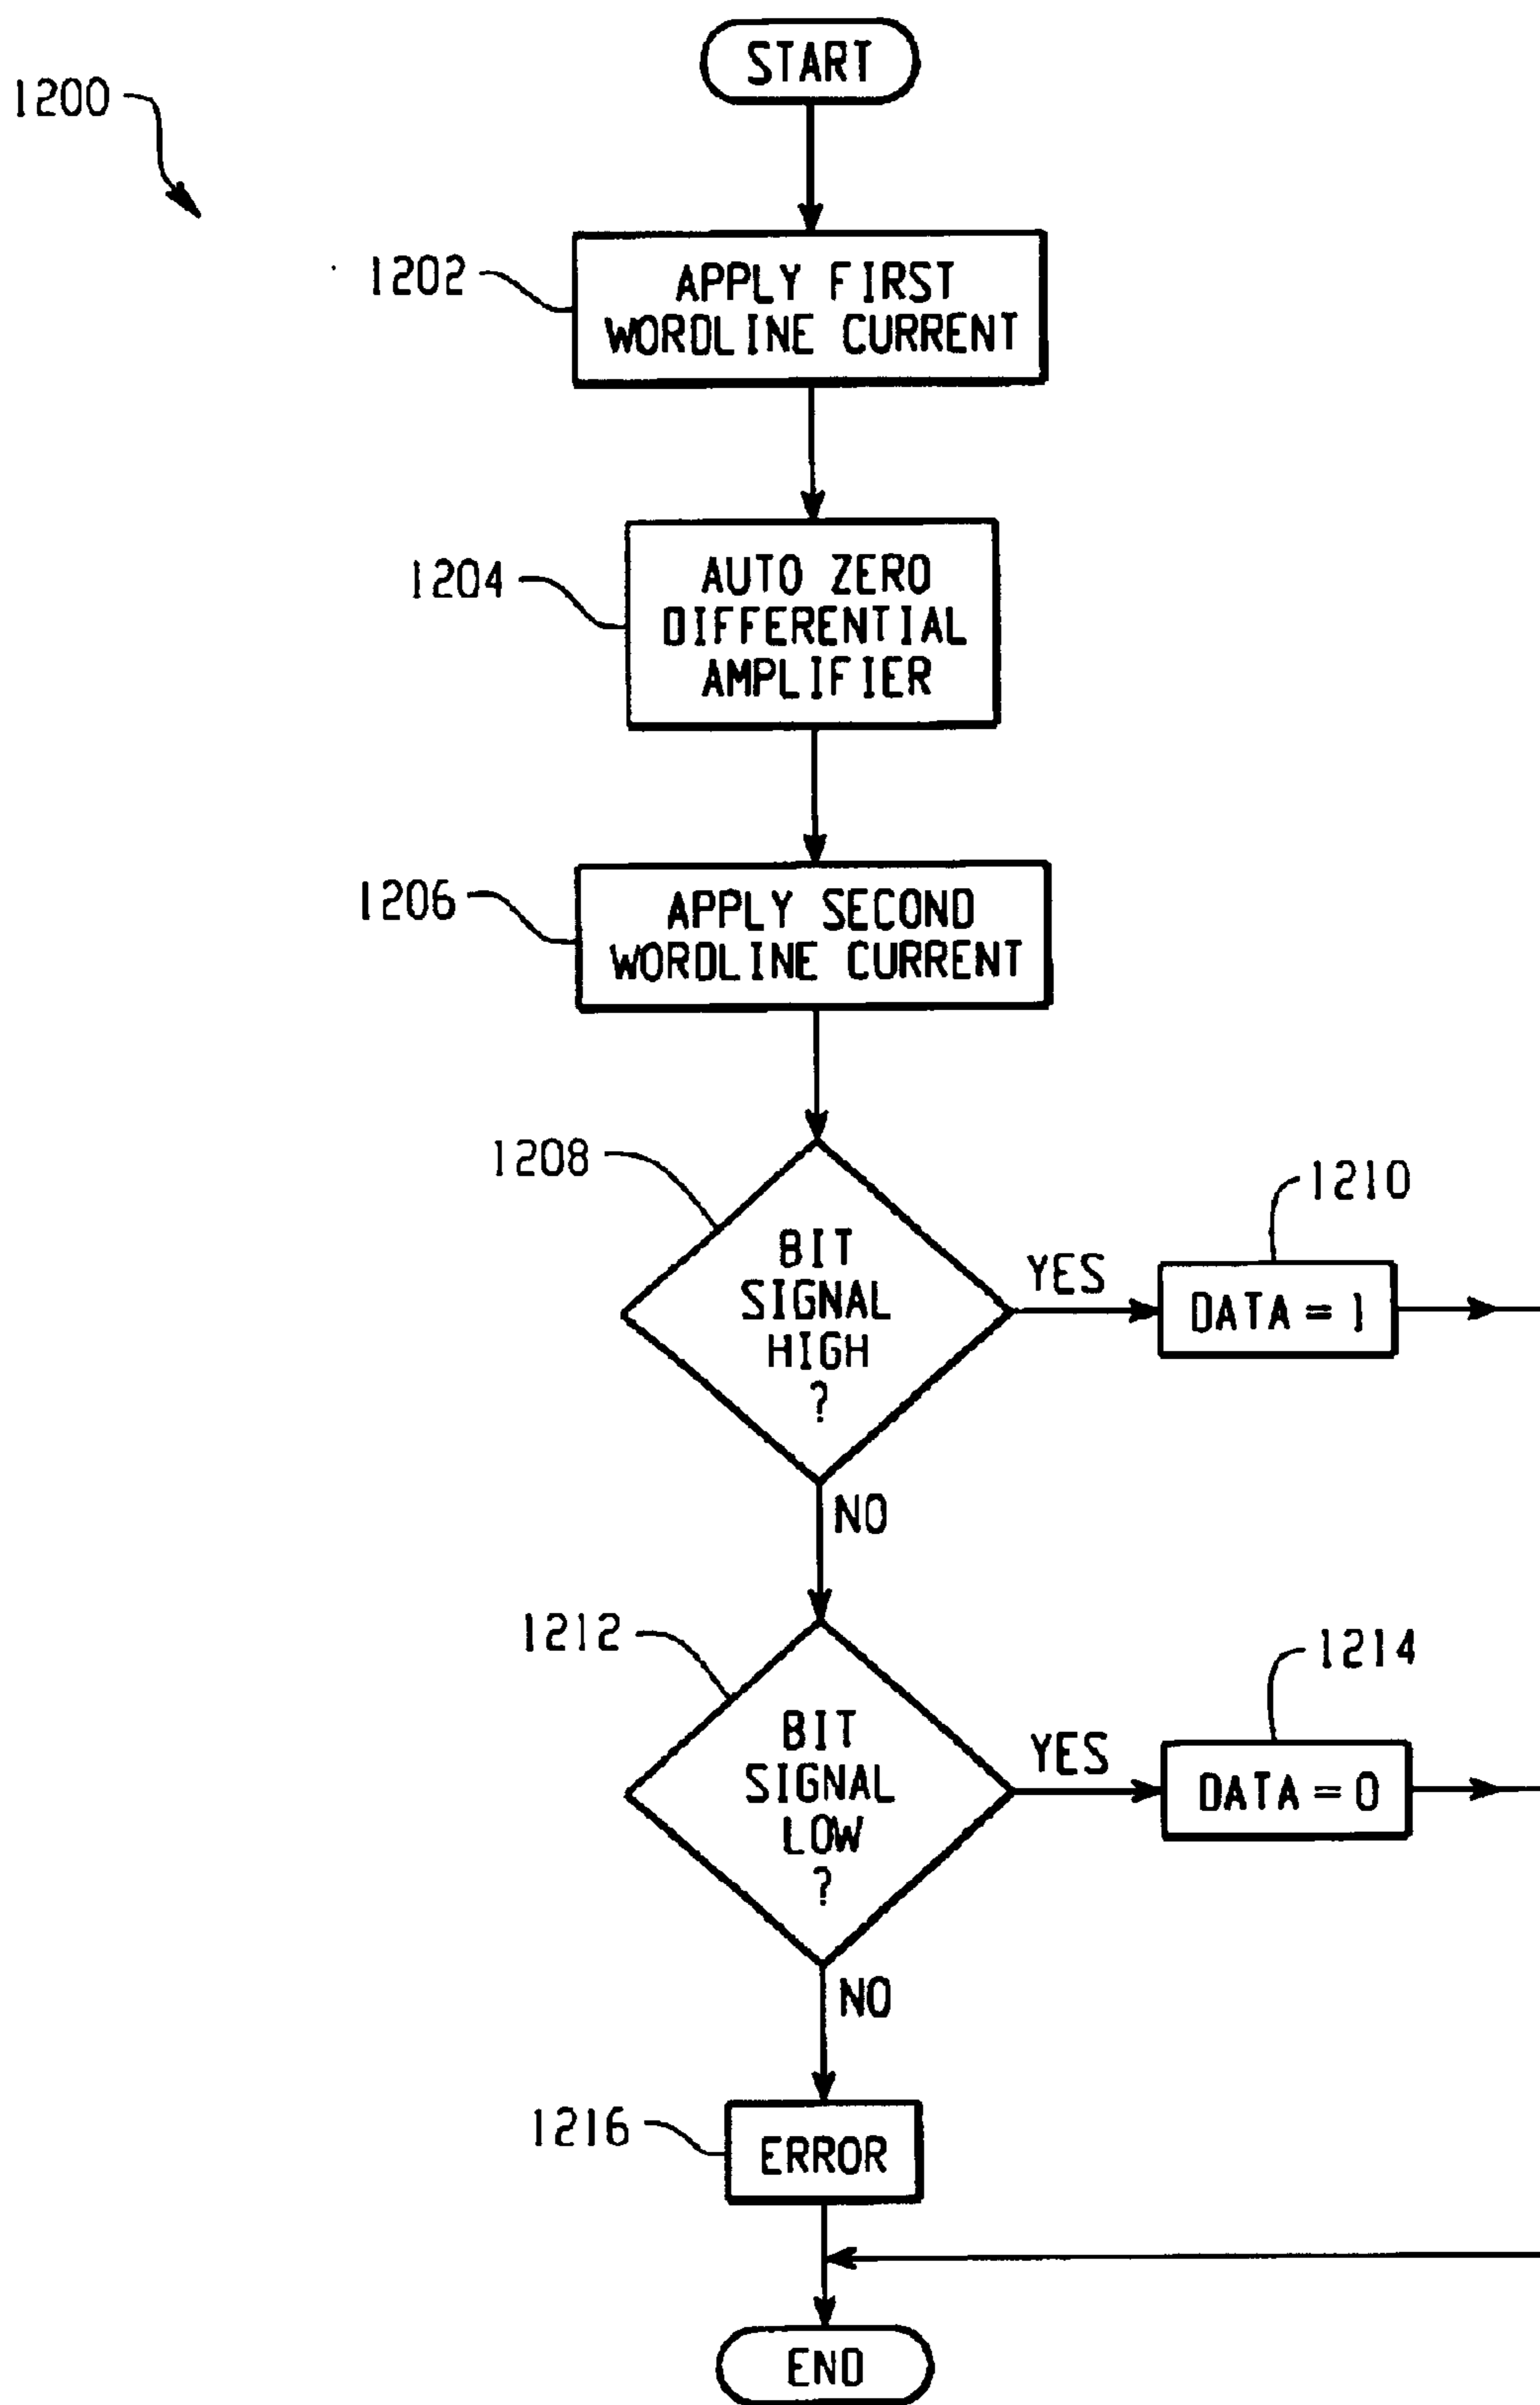 START
1200
1202
APPLY FIRST
WORDLINE CURRENT
1204
AUTO ZERO
DIFFERENTIAL
AMPLIFIER
1206
APPLY SECOND
WORDLINE CURRENT
1208
BIT
SIGNAL
HIGH
?
YES
1210
DATA = 1
NO
1212
BIT
SIGNAL
LOW
?
YES
1214
DATA = 0
NO
1216
ERROR
END